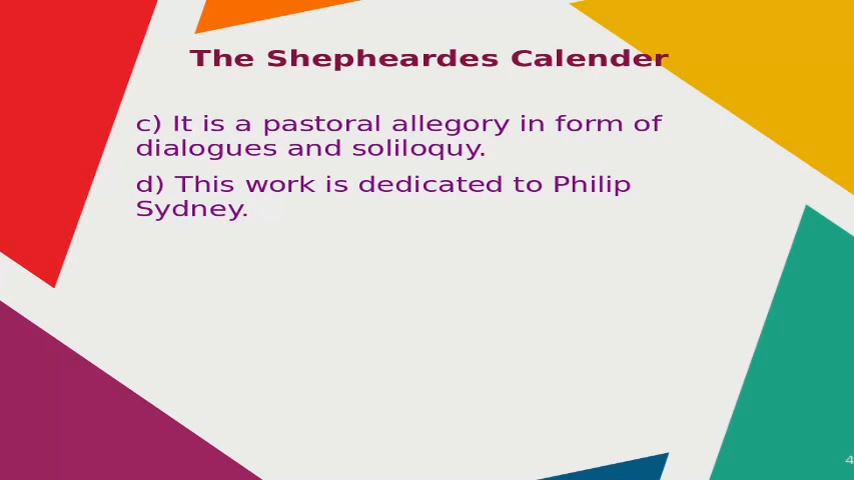 The Shepheardes Calender
c) It is a pastoral allegory in form of
dialogues and soliloquy.
d) This work is dedicated to Philip
Sydney.
4